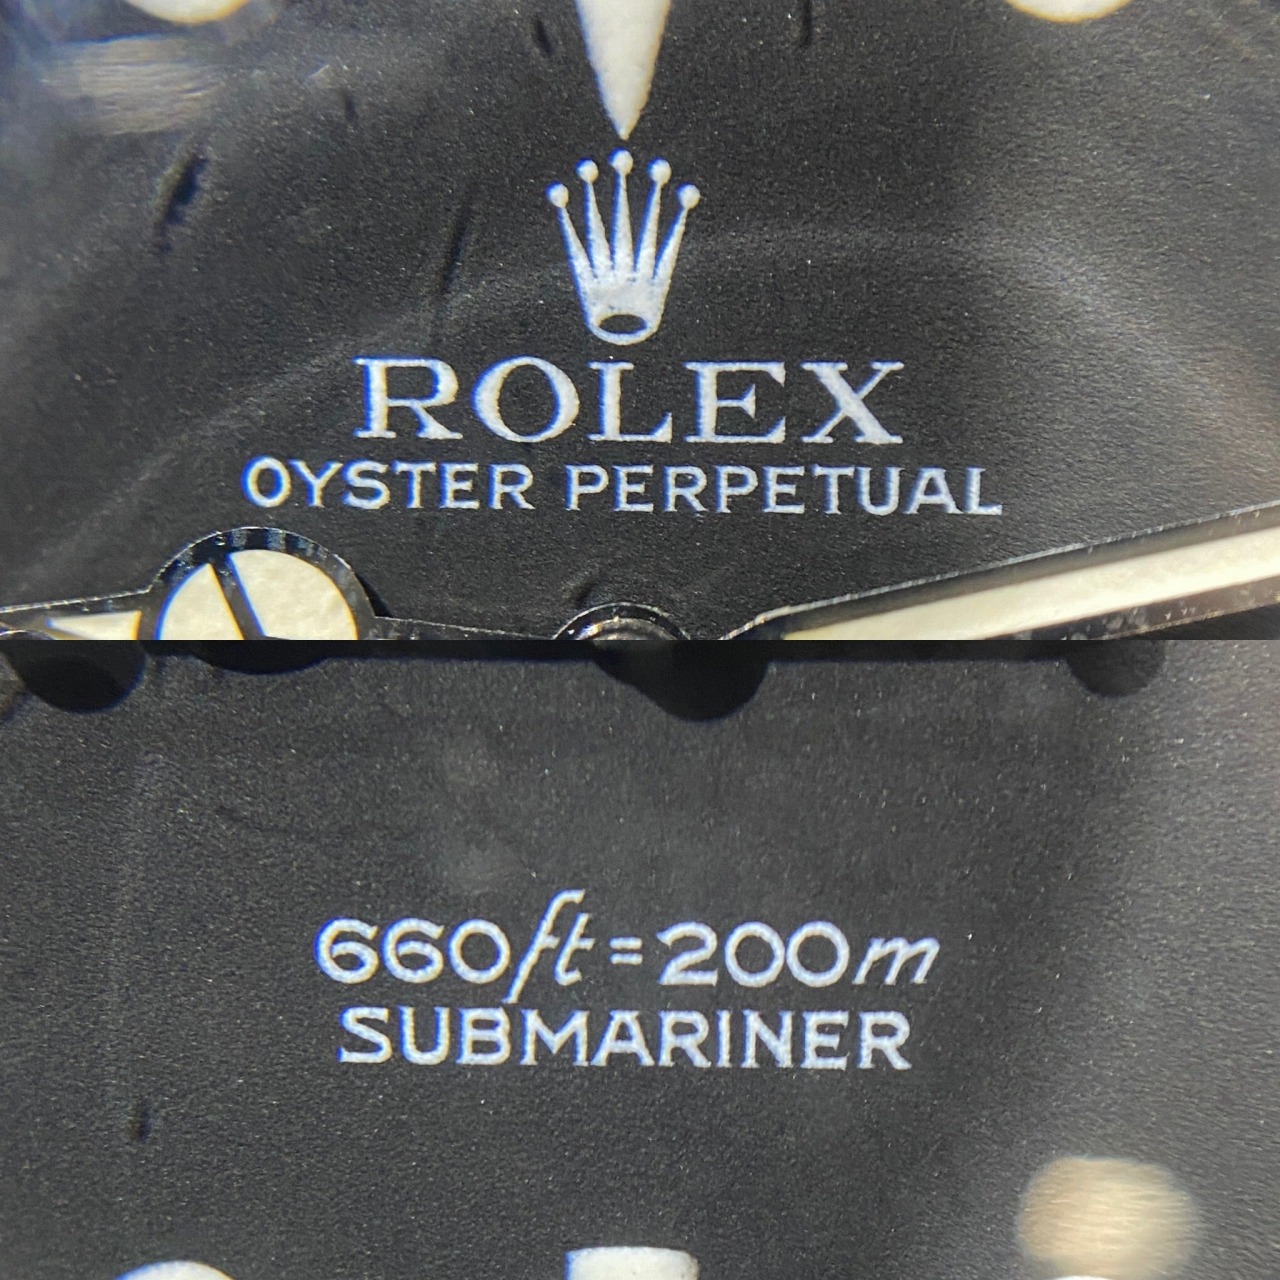 ROLEX
OYSTER PERPETUAL
660ft=200m
SUBMARINER